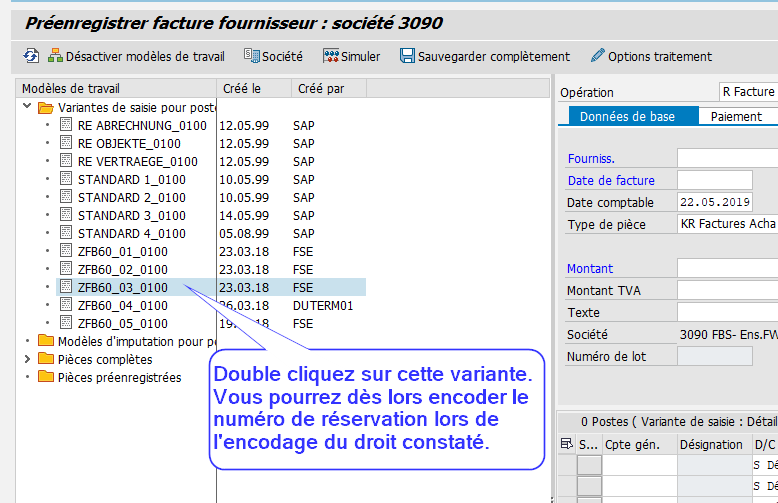 Préenregistrer facture fournisseur : société 3090
Désactiver modèles de travail Société Simuler Sauvegarder complètement Options traitement
Modèles de travail Créé le Créé par
Variantes de saisie pour poste
RE ABRECHNUNG_0100 12.05.99 SAP
RE OBJEKTE_0100 12.05.99 SAP
RE VERTRAEGE_0100 12.05.99 SAP
STANDARD 1_0100 10.05.99 SAP
STANDARD 2_0100 10.05.99 SAP
STANDARD 3_0100 14.05.99 SAP
STANDARD 4_0100 05.08.99 SAP
ZFB60_01_0100 23.03.18 FSE
ZFB60_02_0100 23.03.18 FSE
ZFB60_03_0100 23.03.18 FSE
ZFB60_04_0100 26.03.18 DUTERM01
ZFB60_05_0100 19. .18 FSE
Modèles d'imputation pour po
Pièces complètes
Pièces préenregistrées
Double cliquez sur cette variante.
Vous pourrez dès lors encoder le
numéro de réservation lors de
l'encodage du droit constaté.
Opération R Facture
Données de base Paiement
Fourniss.
Date de facture
Date comptable 22.05.2019
Type de pièce KR Factures Acha
Montant
Montant TVA
Texte
Société 3090 FBS- Ens.FW
Numéro de lot
0 Postes ( Variante de saisie : Détail
S... Cpte gén. Désignation D/C
S Dé
S Dé